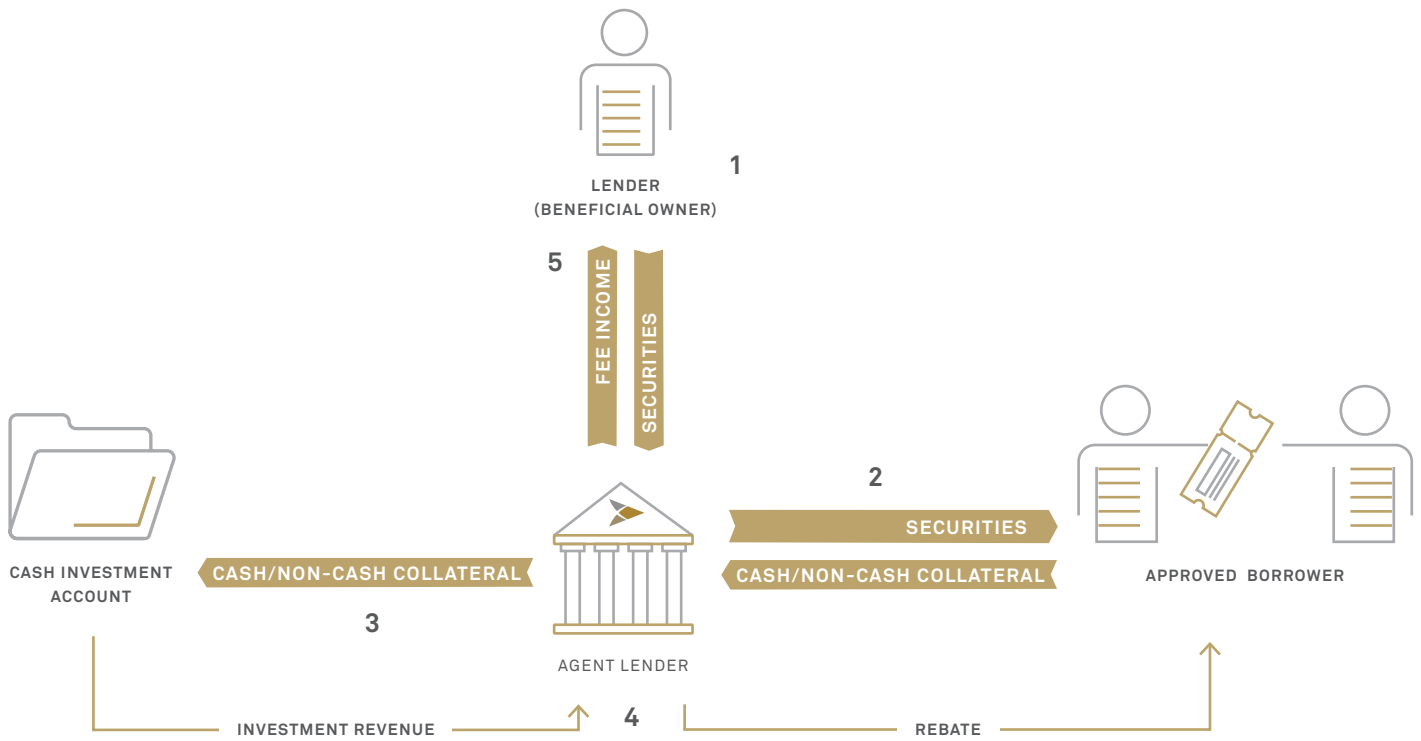 1
LENDER
(BENEFICIAL OWNER)
5
FEE INCOME
SECURITIES
2
SECURITIES
CASH/NON-CASH COLLATERAL
CASH/NON-CASH COLLATERAL
CASH INVESTMENT
ACCOUNT
APPROVED BORROWER
3
AGENT LENDER
4
INVESTMENT REVENUE
REBATE